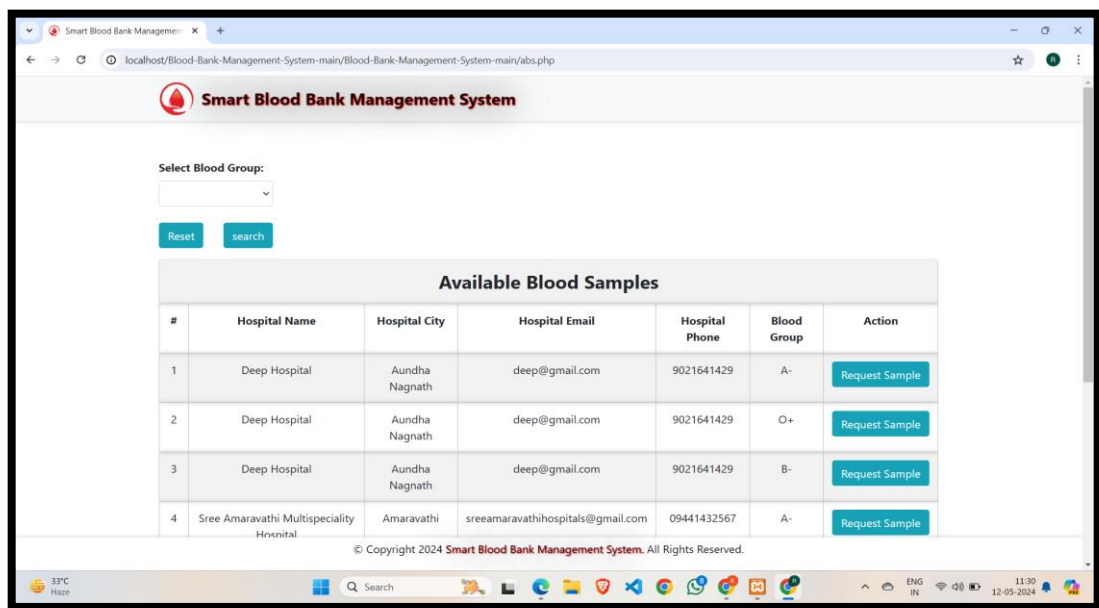 Smart Blood Bank Managemen
localhost/Blood-Bank-Management-System-main/Blood-Bank-Management-System-main/abs.php
R
Smart Blood Bank Management System
Select Blood Group:
Reset search
Available Blood Samples
# Hospital Name Hospital City Hospital Email Hospital Phone Blood Group Action
1 Deep Hospital Aundha Nagnath deep@gmail.com 9021641429 A- Request Sample
2 Deep Hospital Aundha Nagnath deep@gmail.com 9021641429 O+ Request Sample
3 Deep Hospital Aundha Nagnath deep@gmail.com 9021641429 B- Request Sample
4 Sree Amaravathi Multispeciality Hospital Amaravathi sreeamaravathihospitals@gmail.com 09441432567 A- Request Sample
© Copyright 2024 Smart Blood Bank Management System. All Rights Reserved.
33°C
Haze
Search
ENG
IN
11:30
12-05-2024